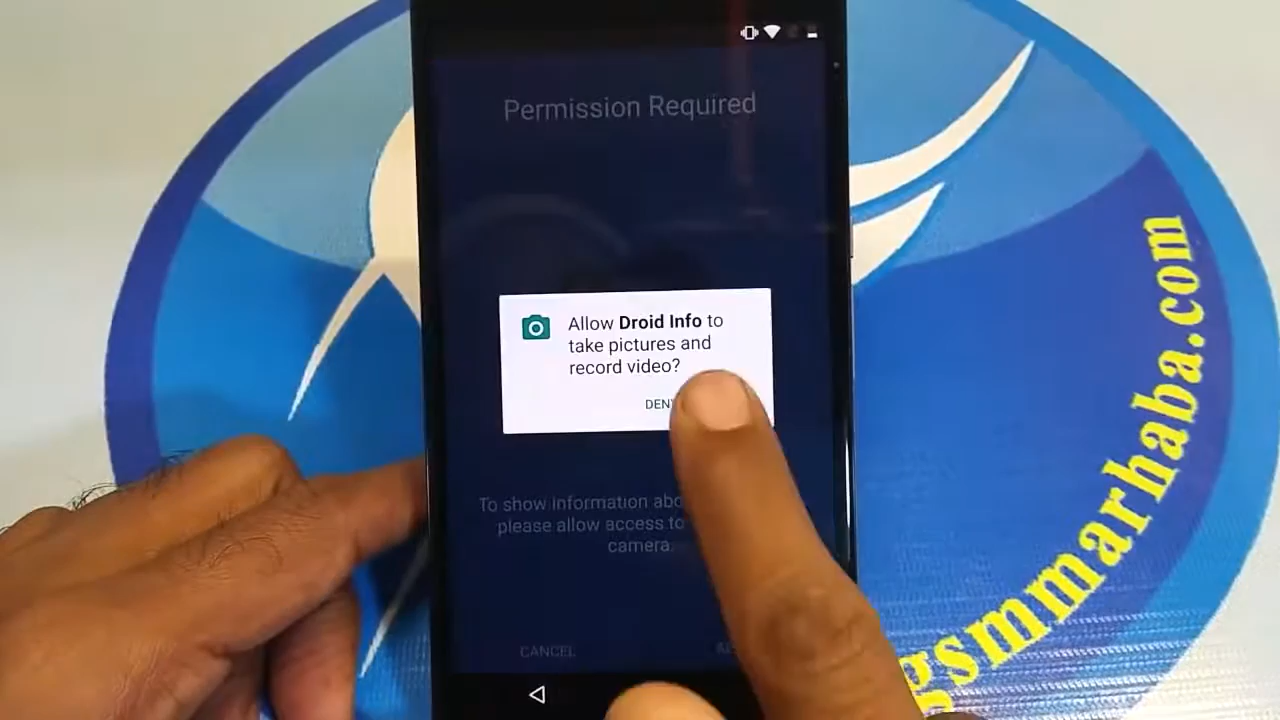 Permission Required
Allow Droid Info to
take pictures and
record video?
To show information
please allow access to
camera.
CANCEL
gsmmarhaba.com